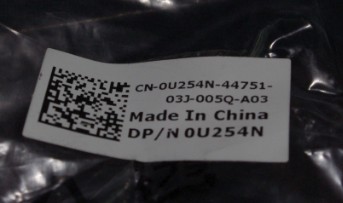 CN-0U254N-44751-
03J-005Q-A03
Made In China
DP/N 0U254N